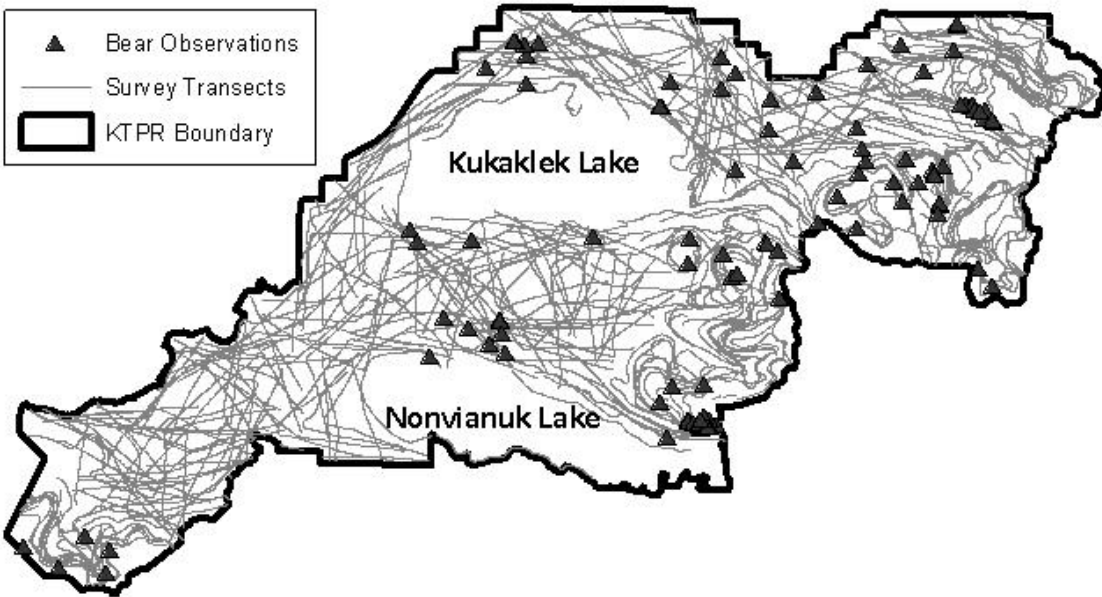 Bear Observations
Survey Transects
KTPR Boundary
Kukaklek Lake
Nonvianuk Lake